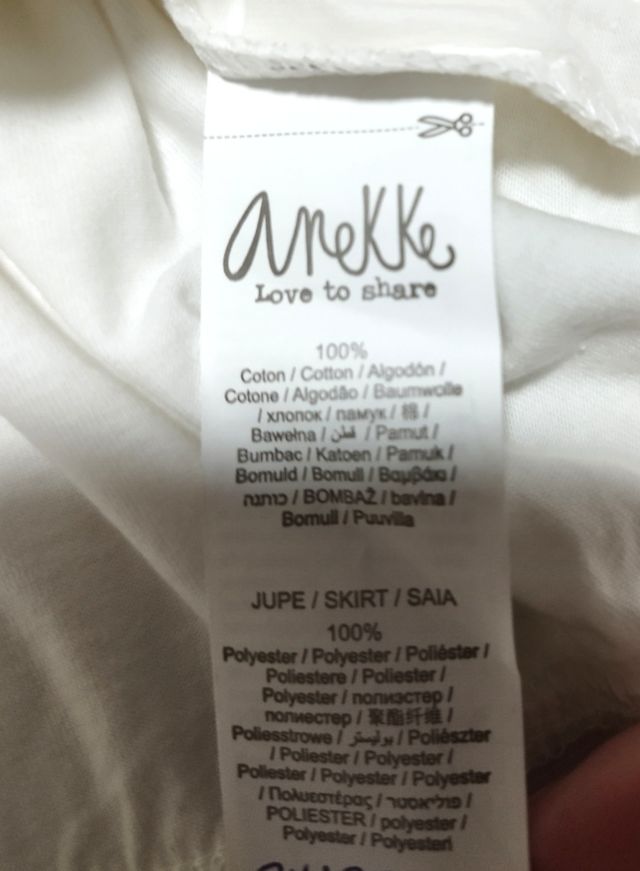 anekke
Love to share
100%
Coton / Cotton / Algodón /
Cotone / Algodão / Baumwolle
/ хлопок / памук / 棉 /
Bawełna / قطن / Pamut /
Bumbac / Katoen / Pamuk /
Bomuld / Bomull / Βαμβάκι /
כותנה / BOMBAŽ / bavlna /
Bomull / Puuvilla
JUPE / SKIRT / SAIA
100%
Polyester / Polyester / Poliéster /
Poliestere / Poliester /
Polyester / полиэстер /
полиестер / 聚酯纤维 /
Poliesstrowe / بوليستر / Poliészter
/ Poliester / Polyester /
Poliester / Polyester / Polyester
/ Πολυεστέρας / פוליאסטר /
POLIESTER / polyester /
Polyester / Polyesteri